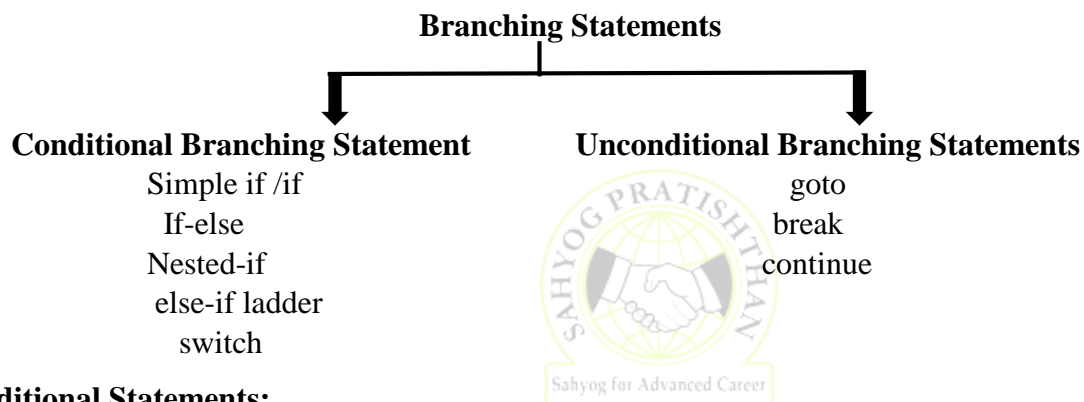 Branching Statements
Conditional Branching Statement Unconditional Branching Statements
Simple if /if goto
If-else break
Nested-if continue
else-if ladder
switch
SAHYOG PRATISHTHAN
Sahyog for Advanced Career
ditional Statements: